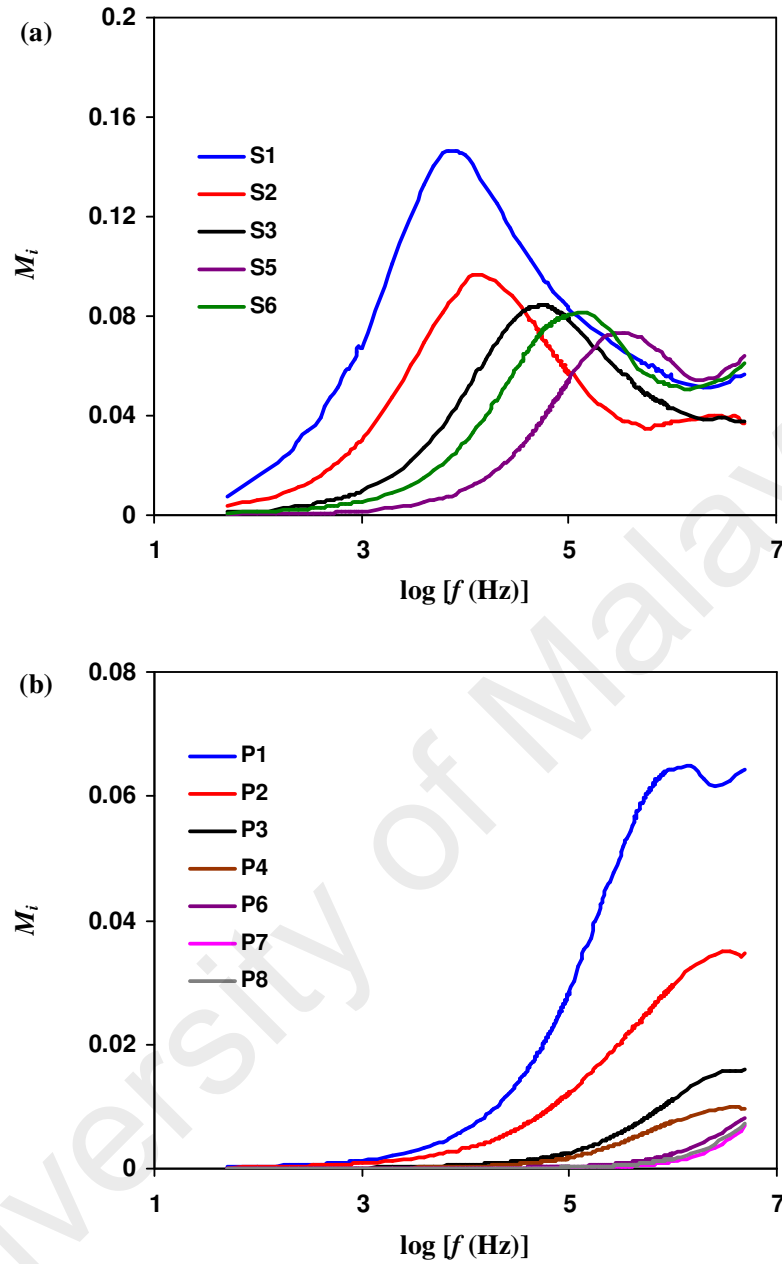 (a)
0.2
0.16
0.12
0.08
0.04
0
M_i
S1
S2
S3
S5
S6
1 3 5 7
log [f (Hz)]
(b)
0.08
0.06
0.04
0.02
0
M_i
P1
P2
P3
P4
P6
P7
P8
1 3 5 7
log [f (Hz)]
versity of Malay